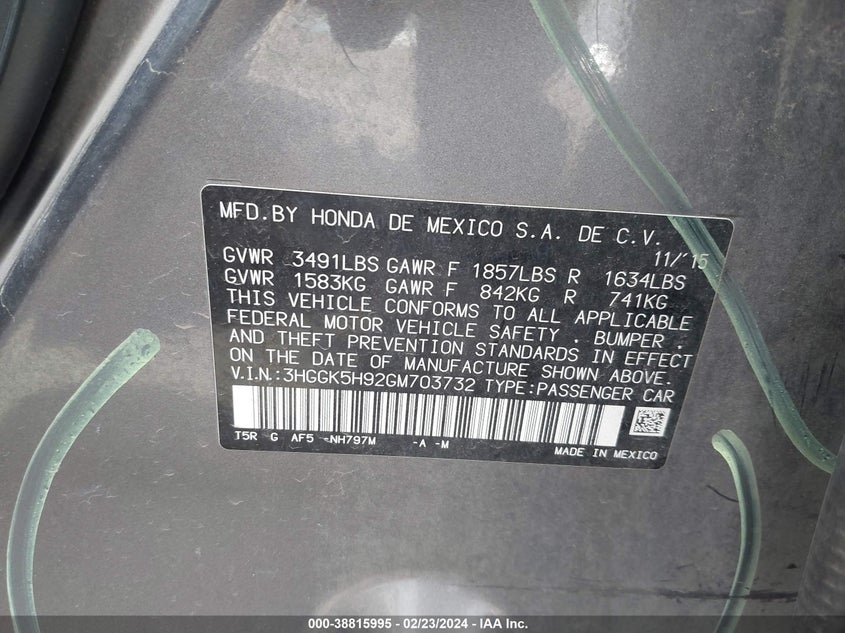 MFD.BY HONDA DE MEXICO S.A. DE C.V.
11/'15
GVWR 3491LBS GAWR F 1857LBS R 1634LBS
GVWR 1583KG GAWR F 842KG R 741KG
THIS VEHICLE CONFORMS TO ALL APPLICABLE
FEDERAL MOTOR VEHICLE SAFETY , BUMPER ,
AND THEFT PREVENTION STANDARDS IN EFFECT
ON THE DATE OF MANUFACTURE SHOWN ABOVE.
V.I.N.:3HGGK5H92GM703732 TYPE:PASSENGER CAR
T5R G AF5 -NH797M -A -M
MADE IN MEXICO
000-38815995 - 02/23/2024 - IAA Inc.